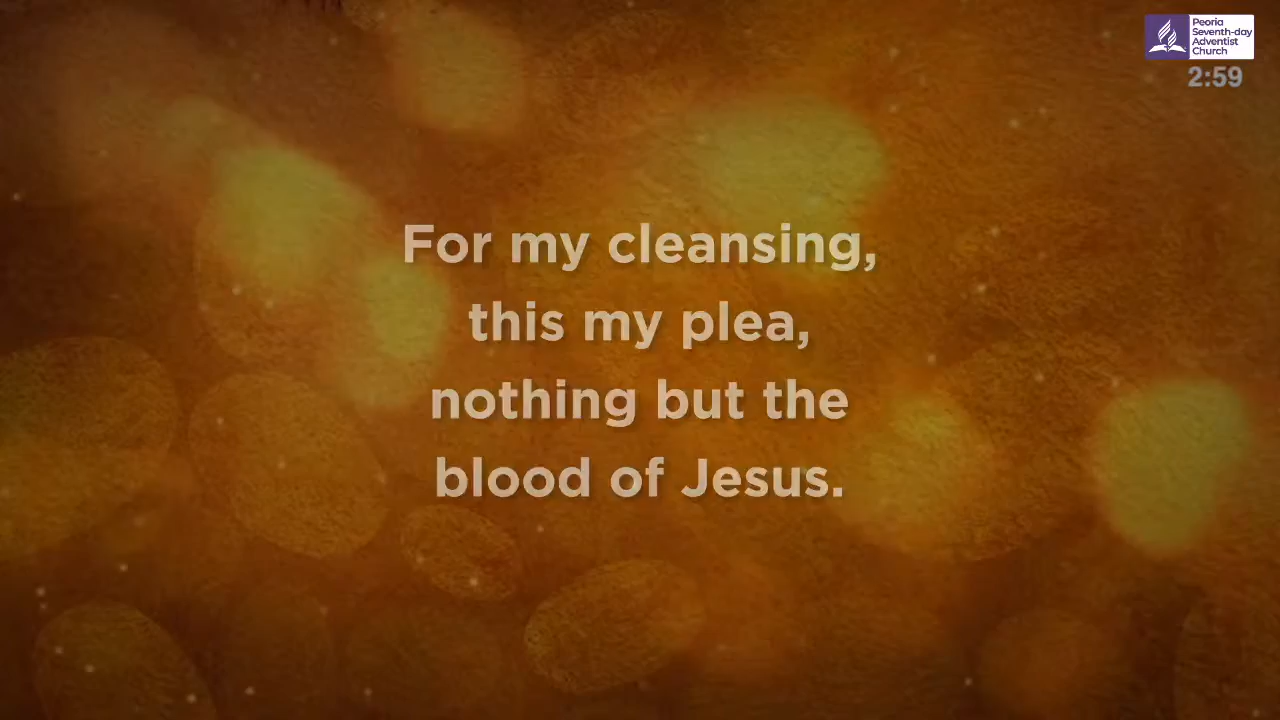 Peoria
Seventh-day
Adventist
Church
2:59
For my cleansing,
this my plea,
nothing but the
blood of Jesus.